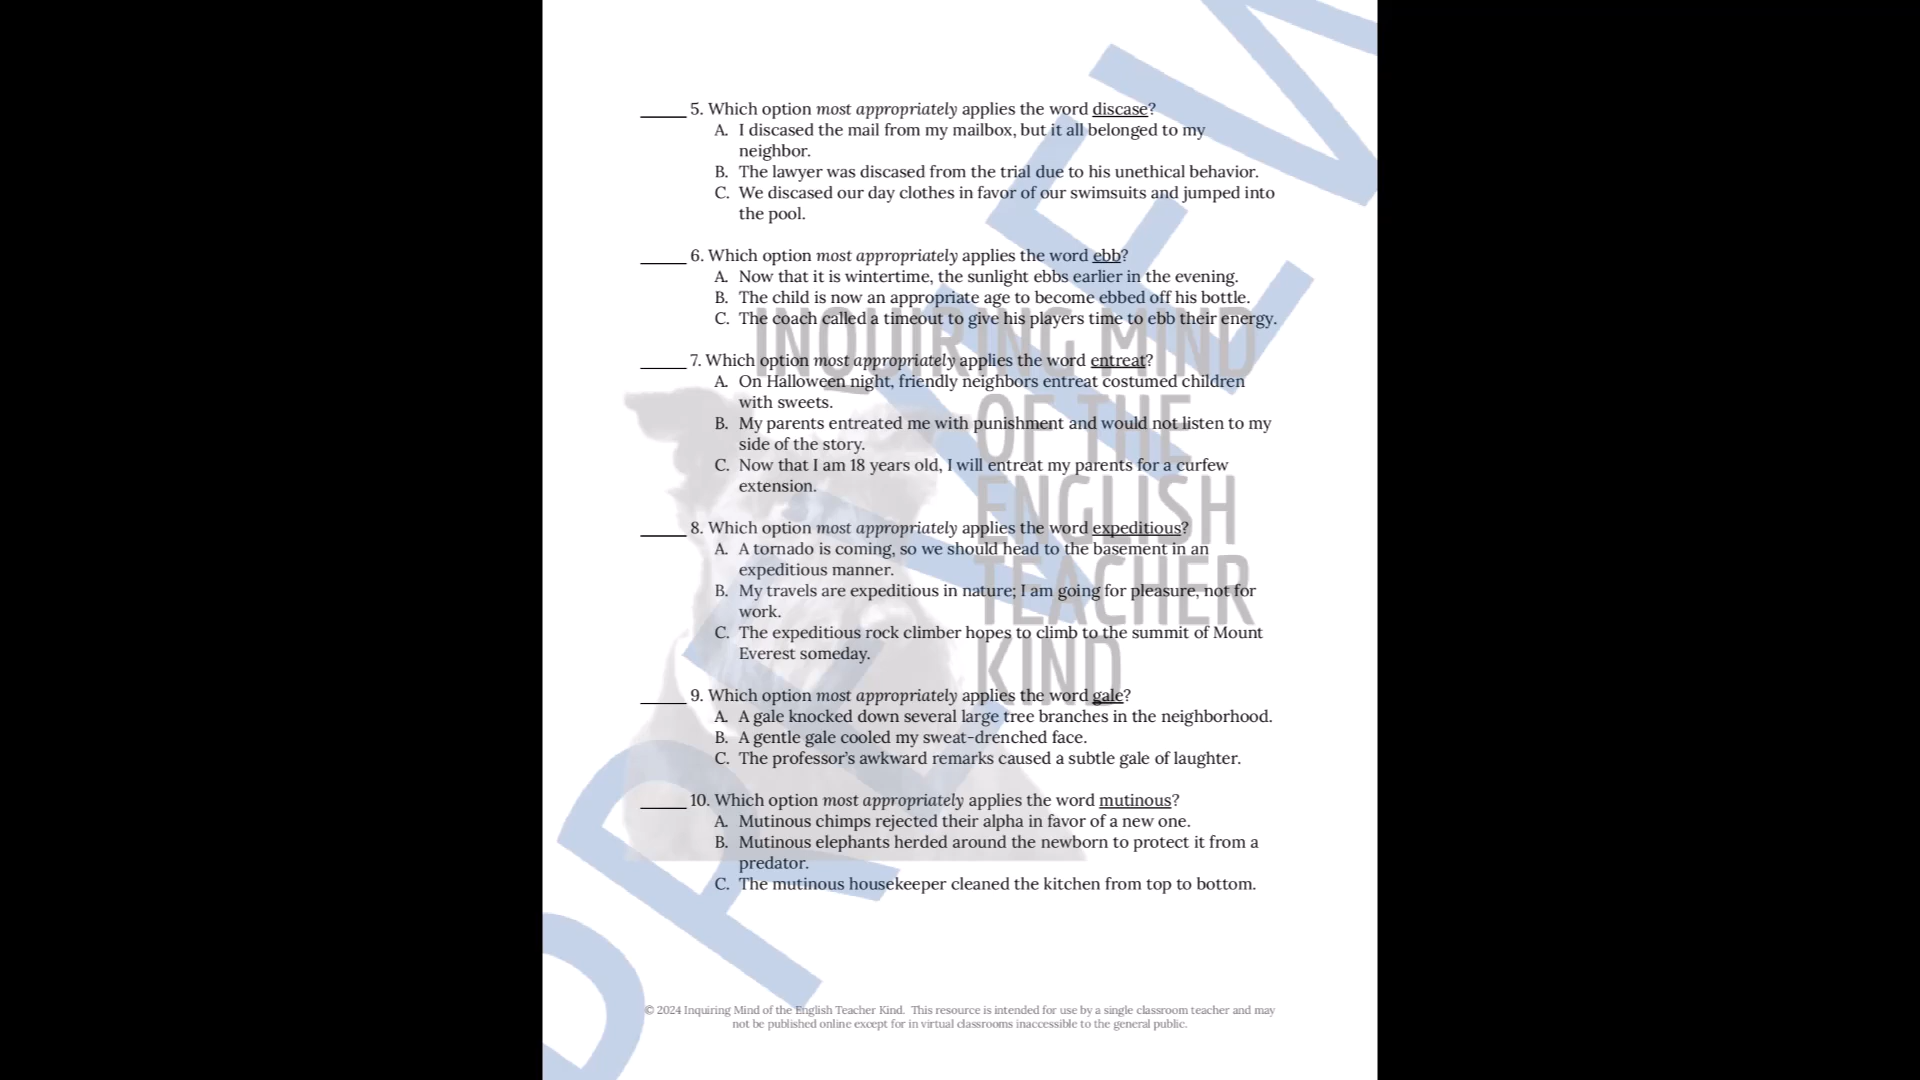 _____ 5. Which option most appropriately applies the word discase?
A. I discased the mail from my mailbox, but it all belonged to my
neighbor.
B. The lawyer was discased from the trial due to his unethical behavior.
C. We discased our day clothes in favor of our swimsuits and jumped into
the pool.
_____ 6. Which option most appropriately applies the word ebb?
A. Now that it is wintertime, the sunlight ebbs earlier in the evening.
B. The child is now an appropriate age to become ebbed off his bottle.
C. The coach called a timeout to give his players time to ebb their energy.
_____ 7. Which option most appropriately applies the word entreat?
A. On Halloween night, friendly neighbors entreat costumed children
with sweets.
B. My parents entreated me with punishment and would not listen to my
side of the story.
C. Now that I am 18 years old, I will entreat my parents for a curfew
extension.
_____ 8. Which option most appropriately applies the word expeditious?
A. A tornado is coming, so we should head to the basement in an
expeditious manner.
B. My travels are expeditious in nature; I am going for pleasure, not for
work.
C. The expeditious rock climber hopes to climb to the summit of Mount
Everest someday.
_____ 9. Which option most appropriately applies the word gale?
A. A gale knocked down several large tree branches in the neighborhood.
B. A gentle gale cooled my sweat-drenched face.
C. The professor's awkward remarks caused a subtle gale of laughter.
_____ 10. Which option most appropriately applies the word mutinous?
A. Mutinous chimps rejected their alpha in favor of a new one.
B. Mutinous elephants herded around the newborn to protect it from a
predator.
C. The mutinous housekeeper cleaned the kitchen from top to bottom.
© 2024 Inquiring Mind of the English Teacher Kind. This resource is intended for use by a single classroom teacher and may
not be published online except for in virtual classrooms inaccessible to the general public.
INQUIRING MIND
OF THE
ENGLISH
TEACHER
KIND
PREVIEW